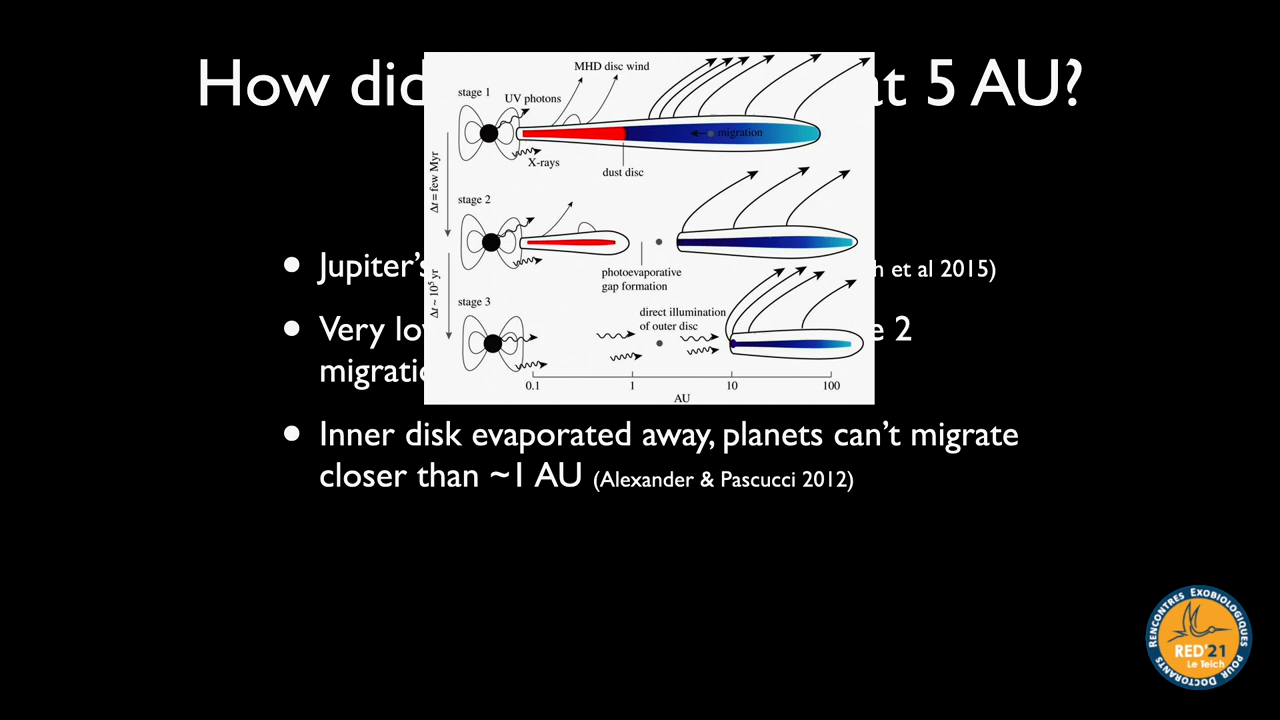 How did
at 5 AU?
MHD disc wind
stage 1
UV photons
migration
X-rays
dust disc
Δt = few Myr
stage 2
Jupiter's
h et al 2015)
photoevaporative
gap formation
Δt ~ 10⁵ yr
stage 3
direct illumination
of outer disc
Very lo
2
migrati
0.1 1 10 100
AU
Inner disk evaporated away, planets can't migrate
closer than ~1 AU (Alexander & Pascucci 2012)
RENCONTRES EXOBIOLOGIQUES
POUR DOCTORANTS
RED'21
Le Teich